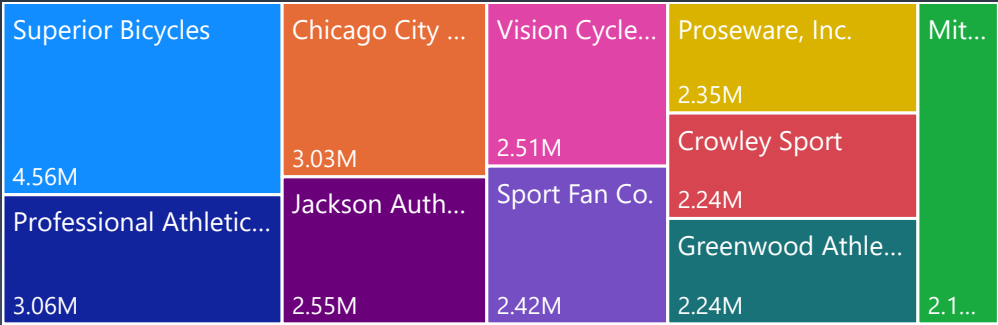 Superior Bicycles
4.56M
Professional Athletic...
3.06M
Chicago City ...
3.03M
Jackson Auth...
2.55M
Vision Cycle...
2.51M
Sport Fan Co.
2.42M
Proseware, Inc.
2.35M
Crowley Sport
2.24M
Greenwood Athle...
2.24M
Mit...
2.1...